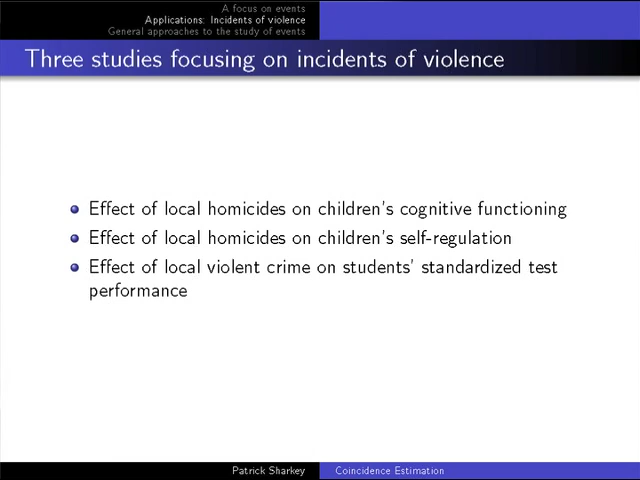 A focus on events
Applications: Incidents of violence
General approaches to the study of events
Three studies focusing on incidents of violence
Effect of local homicides on children's cognitive functioning
Effect of local homicides on children's self-regulation
Effect of local violent crime on students' standardized test
performance
Patrick Sharkey
Coincidence Estimation